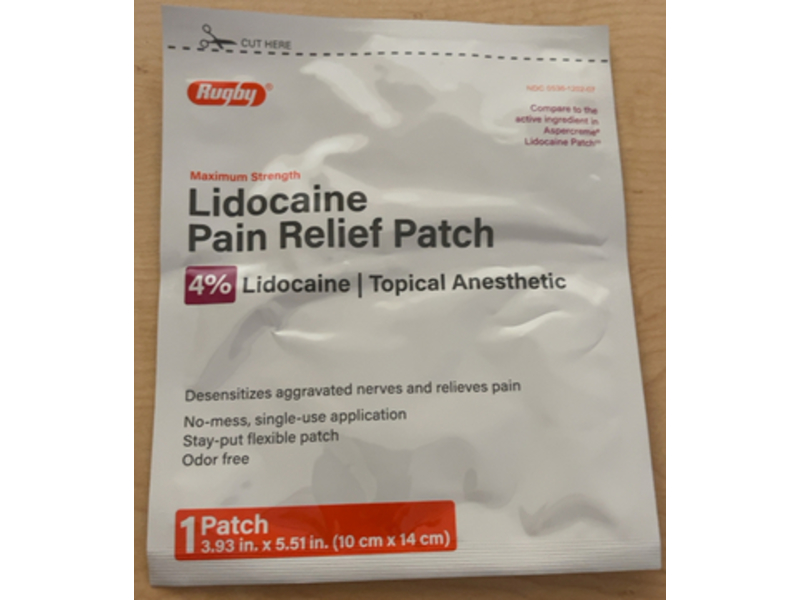 CUT HERE
Rugby®
Compare to the
active ingredient in
Aspercreme®
Lidocaine Patch™
Maximum Strength
Lidocaine
Pain Relief Patch
4% Lidocaine | Topical Anesthetic
Desensitizes aggravated nerves and relieves pain
No-mess, single-use application
Stay-put flexible patch
Odor free
1 Patch
3.93 in. x 5.51 in. (10 cm x 14 cm)